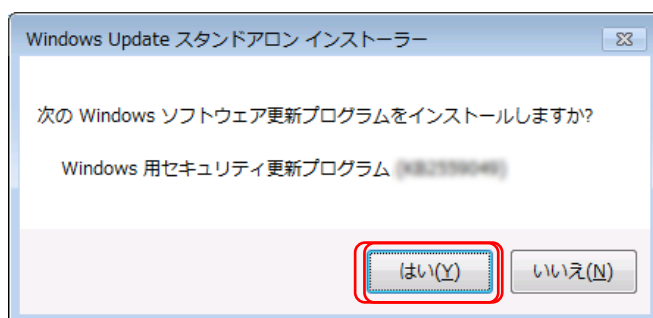 Windows Update スタンドアロン インストーラー
次の Windows ソフトウェア更新プログラムをインストールしますか?
Windows 用セキュリティ更新プログラム
はい(Y)
いいえ(N)